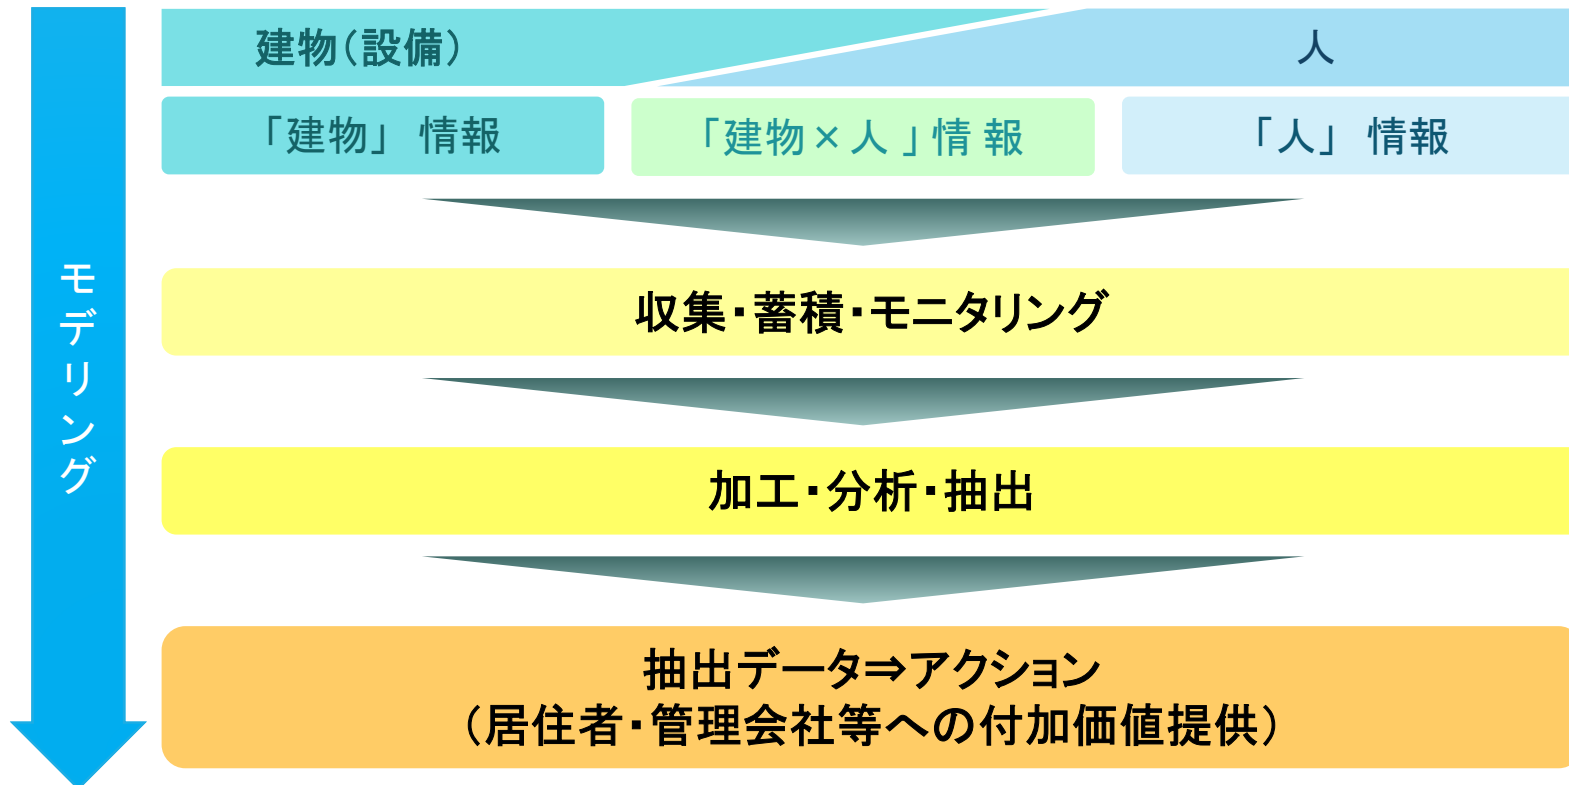 建物(設備)
人
「建物」 情報
「建物×人」情報
「人」 情報
モデリング
収集・蓄積・モニタリング
加工・分析・抽出
抽出データ⇒アクション
(居住者・管理会社等への付加価値提供)